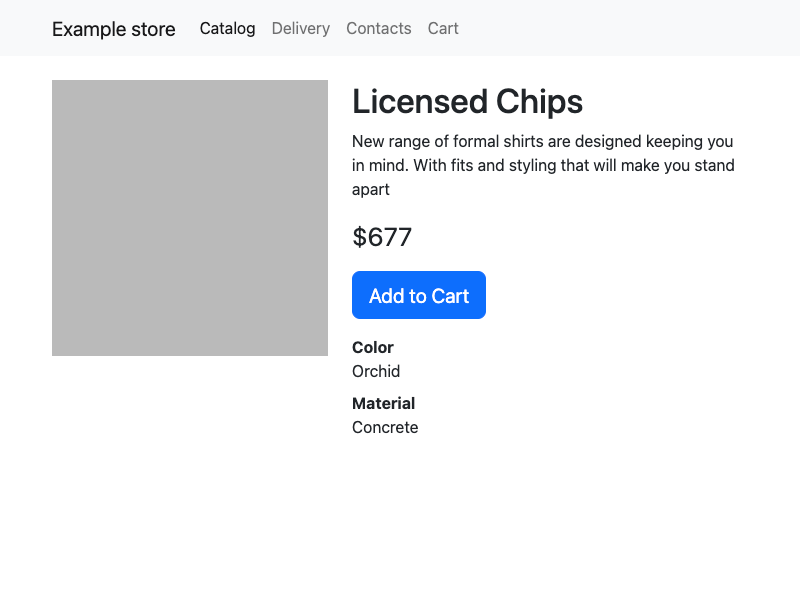 Example store Catalog Delivery Contacts Cart
Licensed Chips
New range of formal shirts are designed keeping you
in mind. With fits and styling that will make you stand
apart
$677
Add to Cart
Color
Orchid
Material
Concrete